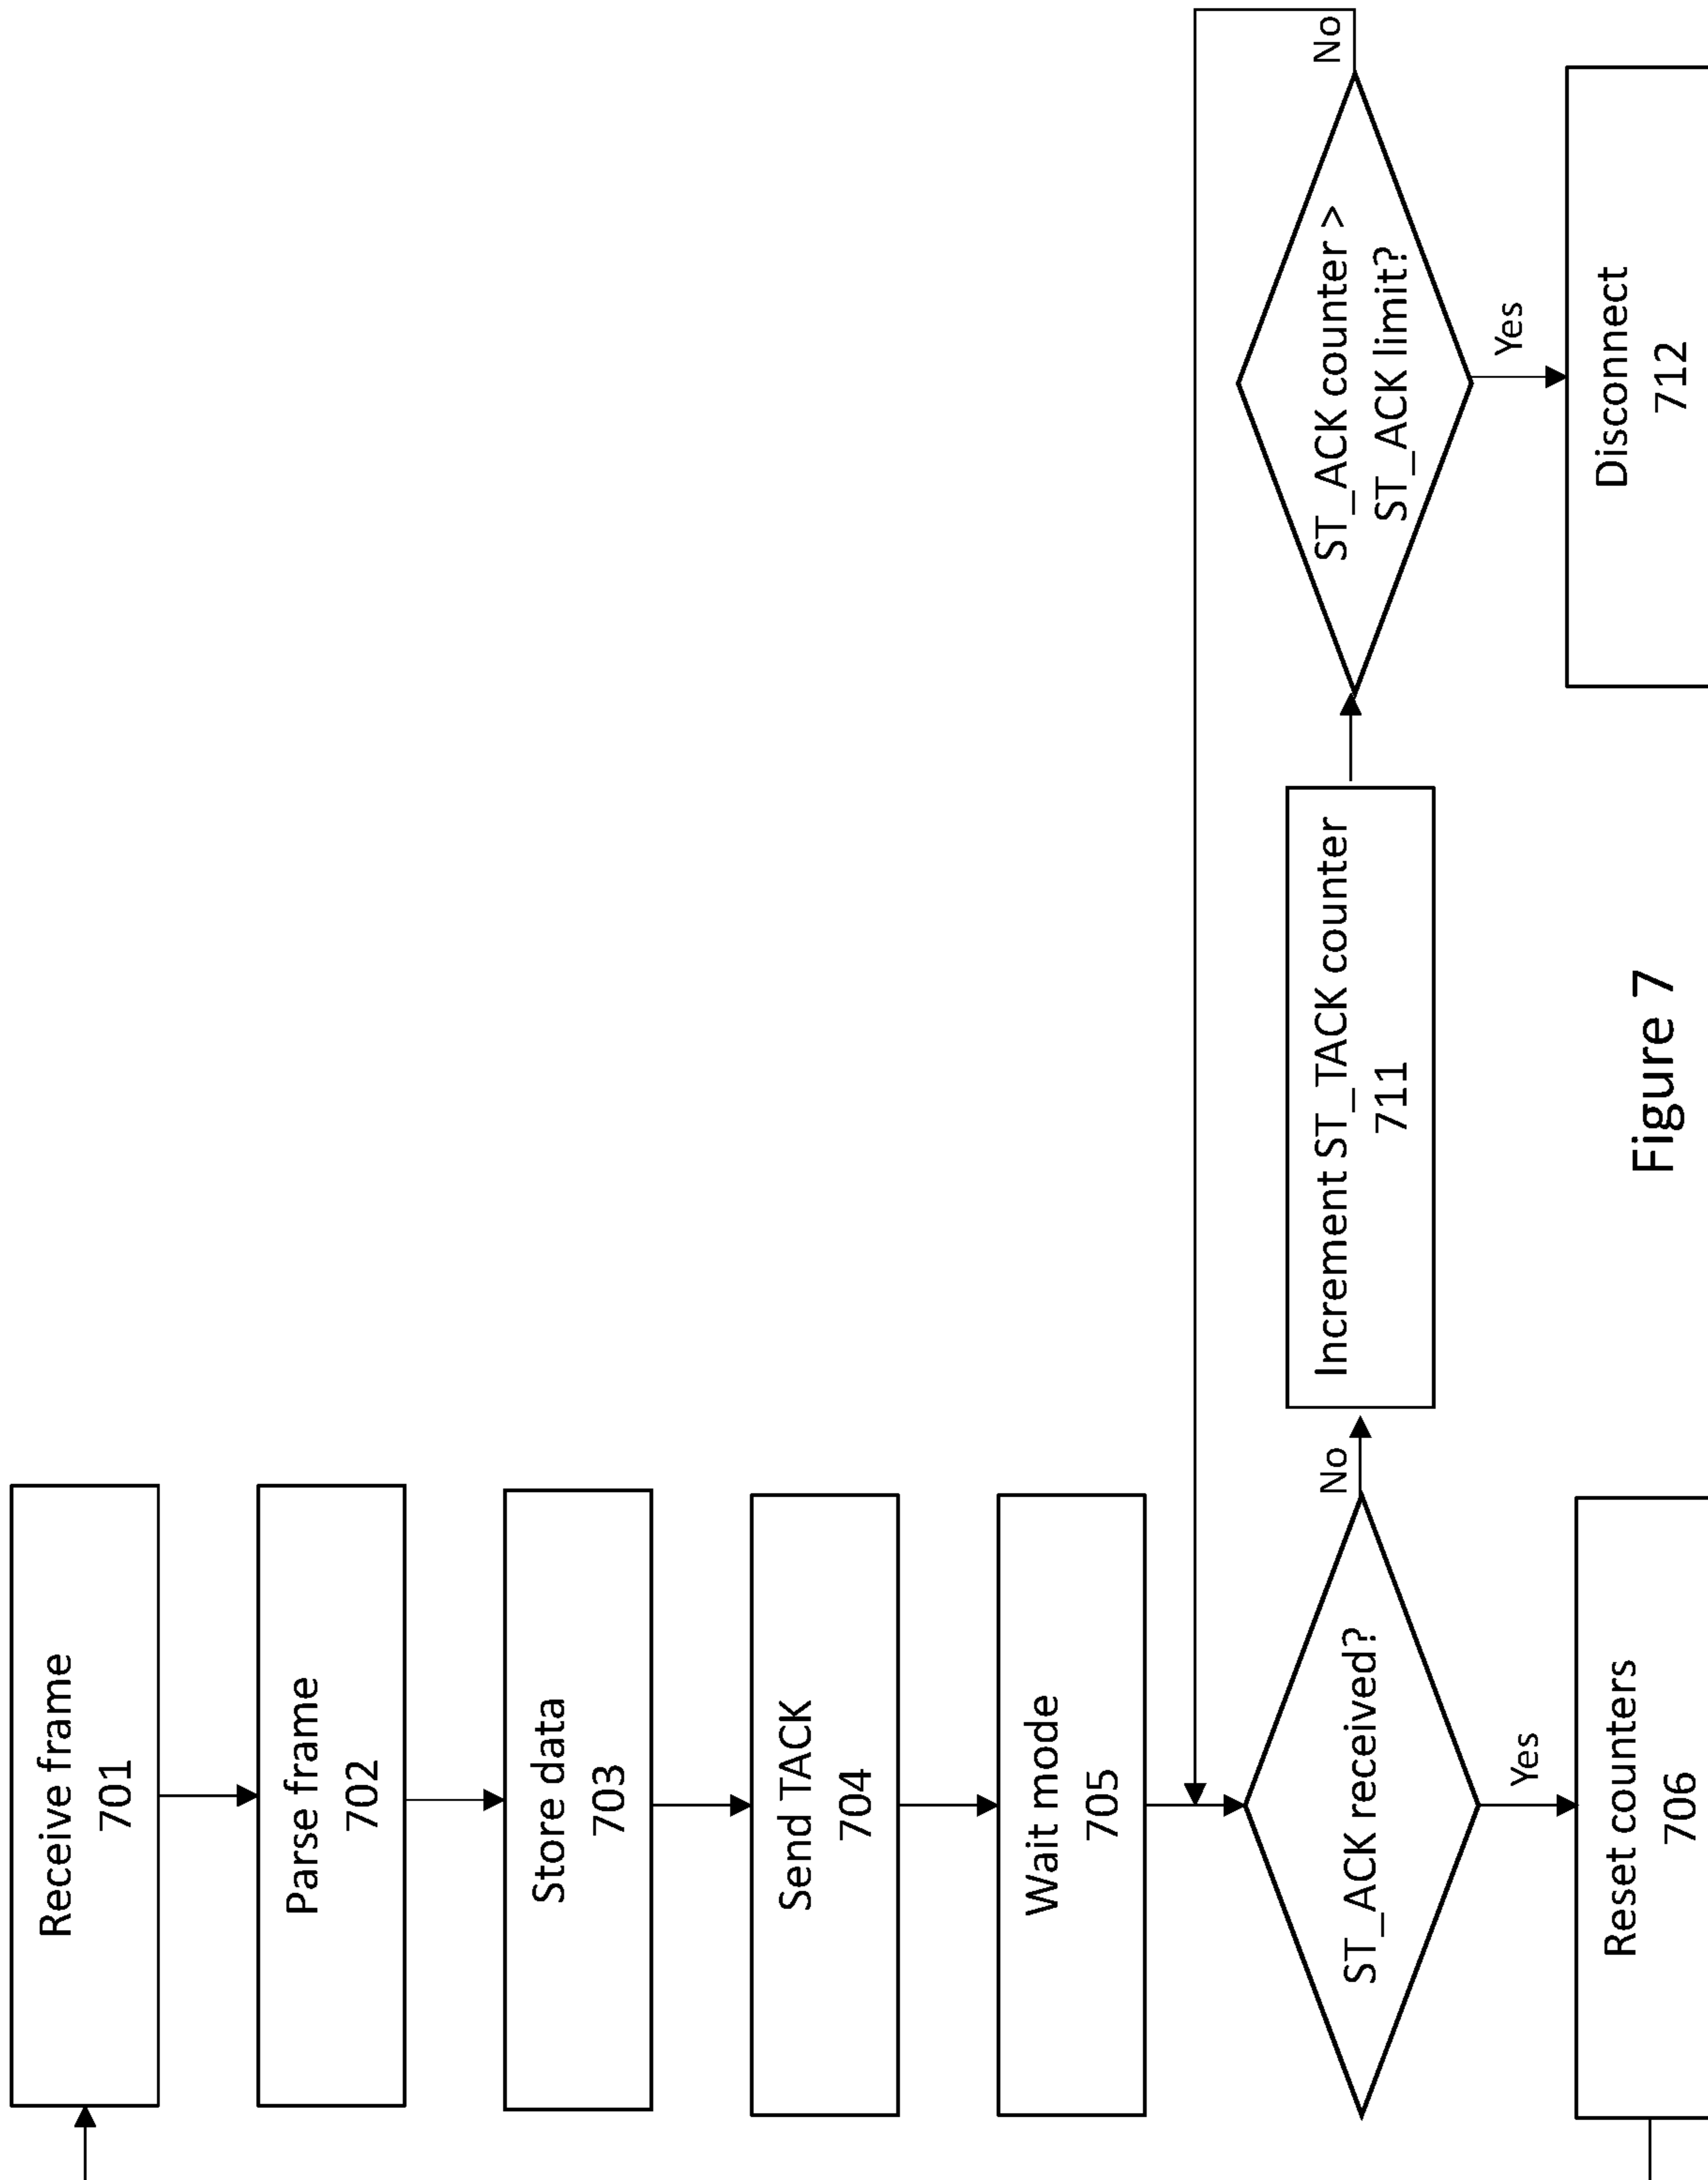 Receive frame
701
Parse frame
702
Store data
703
Send TACK
704
Wait mode
705
ST_ACK received?
No
Yes
Reset counters
706
Increment ST_TACK counter
711
ST_ACK counter >
ST_ACK limit?
No
Yes
Disconnect
712
Figure 7